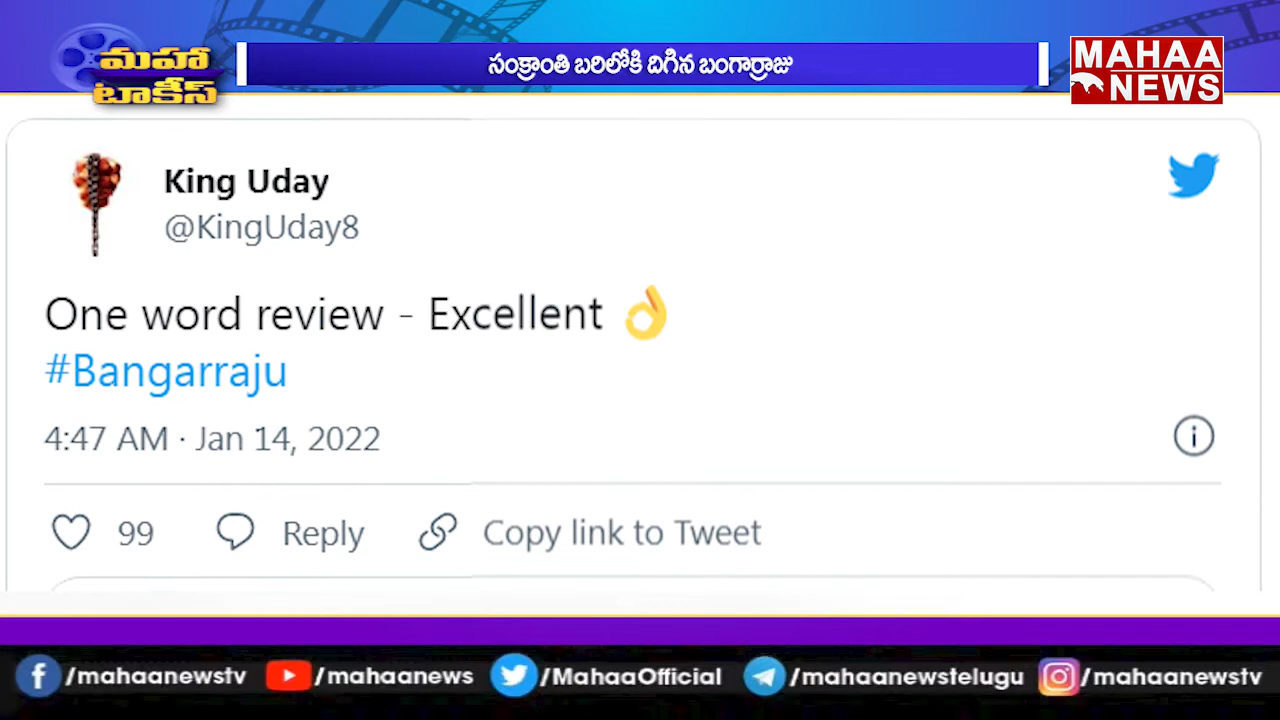 మహా
టాకీస్
సంక్రాంతి బరిలోకి దిగిన బంగార్రాజు
MAHAA
NEWS
King Uday
@KingUday8
One word review - Excellent 👌
#Bangarraju
4:47 AM · Jan 14, 2022
99 Reply Copy link to Tweet
/mahaanewstv /mahaanews /MahaaOfficial /mahaanewstelugu /mahaanewstv